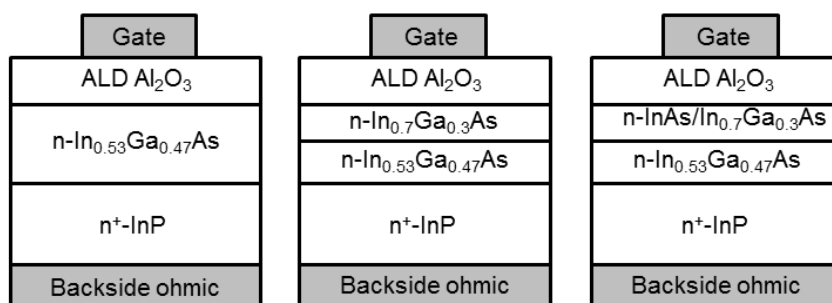 Gate
ALD Al₂O₃
n-In₀.₅₃Ga₀.₄₇As
n⁺-InP
Backside ohmic
Gate
ALD Al₂O₃
n-In₀.₇Ga₀.₃As
n-In₀.₅₃Ga₀.₄₇As
n⁺-InP
Backside ohmic
Gate
ALD Al₂O₃
n-InAs/In₀.₇Ga₀.₃As
n-In₀.₅₃Ga₀.₄₇As
n⁺-InP
Backside ohmic